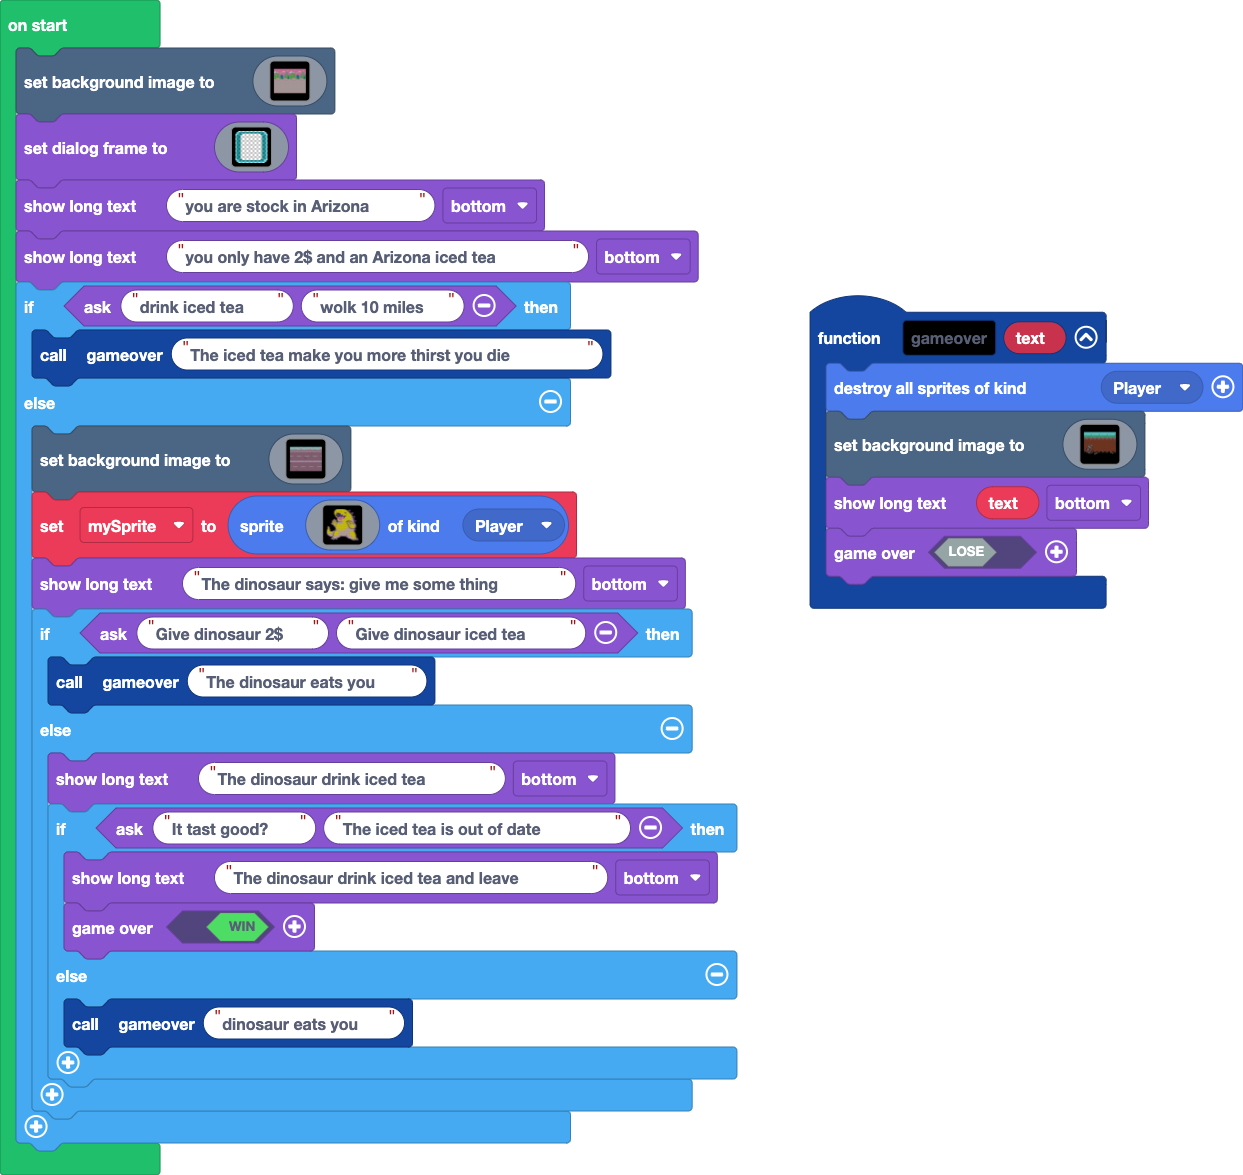 on start
set background image to
set dialog frame to
show long text "you are stock in Arizona" bottom
show long text "you only have 2$ and an Arizona iced tea" bottom
if ask "drink iced tea" "wolk 10 miles" then
call gameover "The iced tea make you more thirst you die"
else
set background image to
set mySprite to sprite of kind Player
show long text "The dinosaur says: give me some thing" bottom
if ask "Give dinosaur 2$" "Give dinosaur iced tea" then
call gameover "The dinosaur eats you"
else
show long text "The dinosaur drink iced tea" bottom
if ask "It tast good?" "The iced tea is out of date" then
show long text "The dinosaur drink iced tea and leave" bottom
game over WIN
else
call gameover "dinosaur eats you"
function gameover text
destroy all sprites of kind Player
set background image to
show long text text bottom
game over LOSE